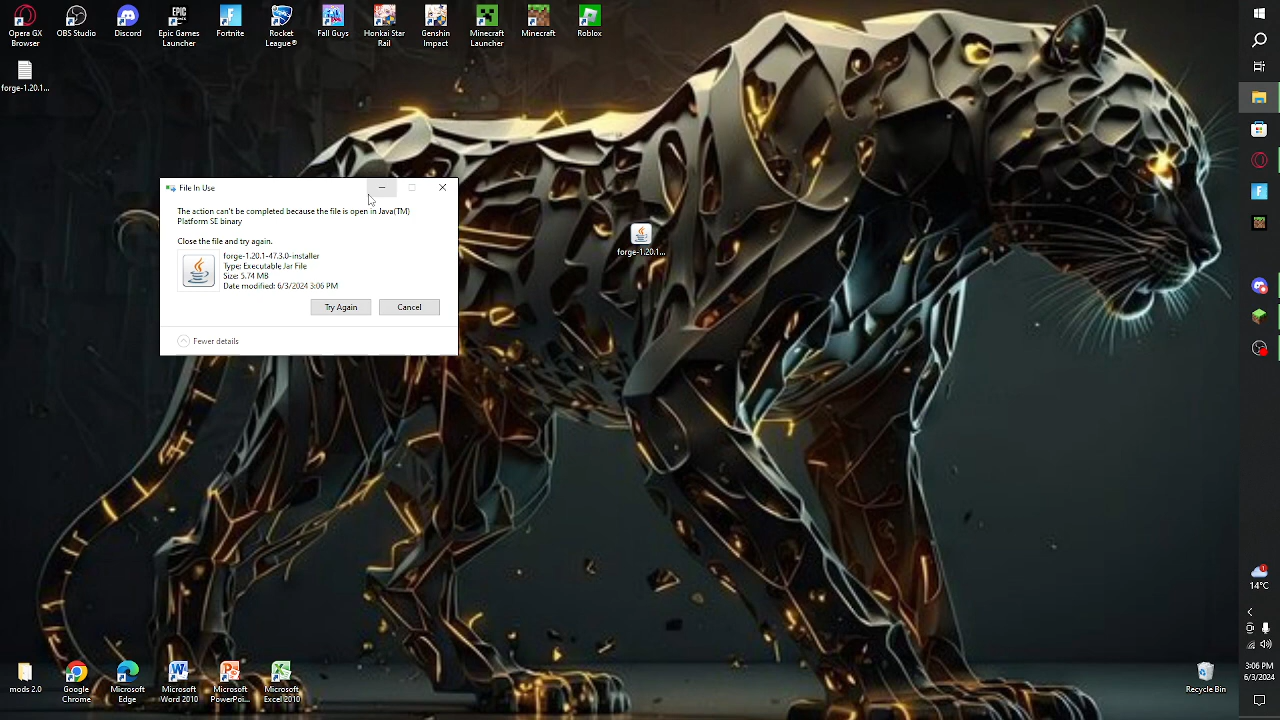 Opera GX
Browser
OBS Studio
Discord
EPIC
GAMES
Epic Games
Launcher
Fortnite
Rocket
League®
Fall Guys
Honkai Star
Rail
Genshin
Impact
Minecraft
Launcher
Minecraft
Roblox
forge-1.20.1...
File In Use
The action can't be completed because the file is open in Java(TM)
Platform SE binary
Close the file and try again.
forge-1.20.1-47.3.0-installer
Type: Executable Jar File
Size: 5.74 MB
Date modified: 6/3/2024 3:06 PM
Try Again
Cancel
Fewer details
forge-1.20.1...
mods 2.0
Google
Chrome
Microsoft
Edge
Microsoft
Word 2010
Microsoft
PowerPoi...
Microsoft
Excel 2010
Recycle Bin
14°C
3:06 PM
6/3/2024